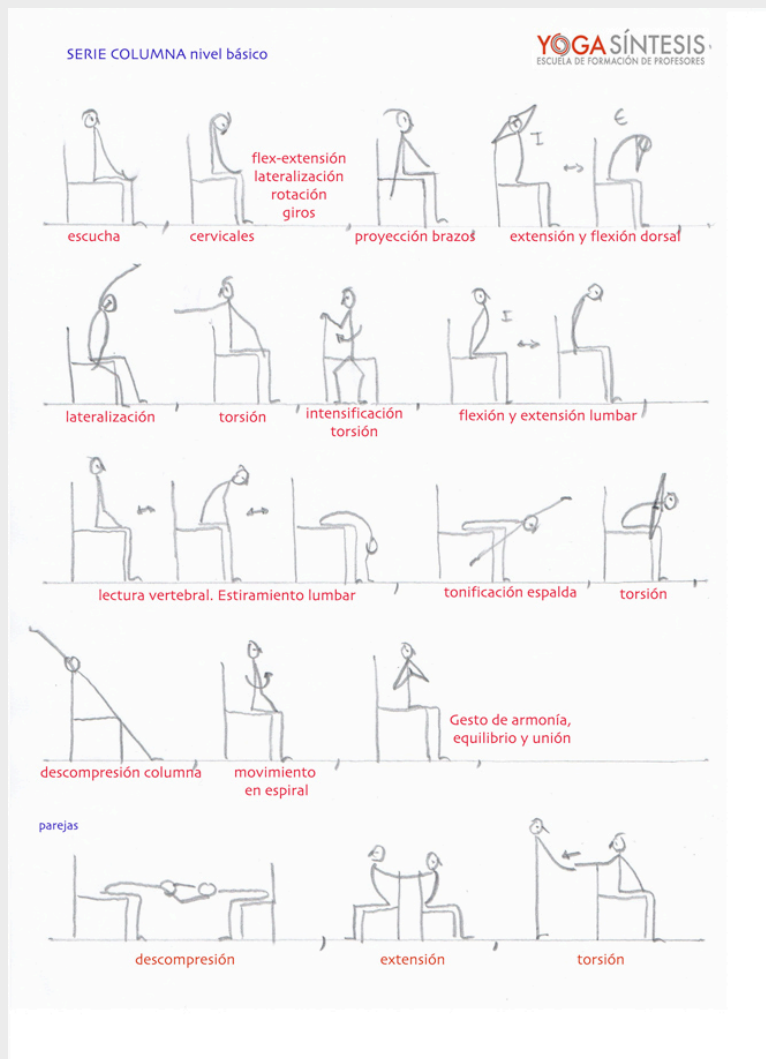 SERIE COLUMNA nivel básico
YOGA SÍNTESIS
ESCUELA DE FORMACIÓN DE PROFESORES
flex-extensión
lateralización
rotación
giros
I
E
escucha
cervicales
proyección brazos
extensión y flexión dorsal
I
lateralización
torsión
intensificación
torsión
flexión y extensión lumbar
lectura vertebral. Estiramiento lumbar
tonificación espalda
torsión
Gesto de armonía,
equilibrio y unión
descompresión columna
movimiento
en espiral
parejas
descompresión
extensión
torsión